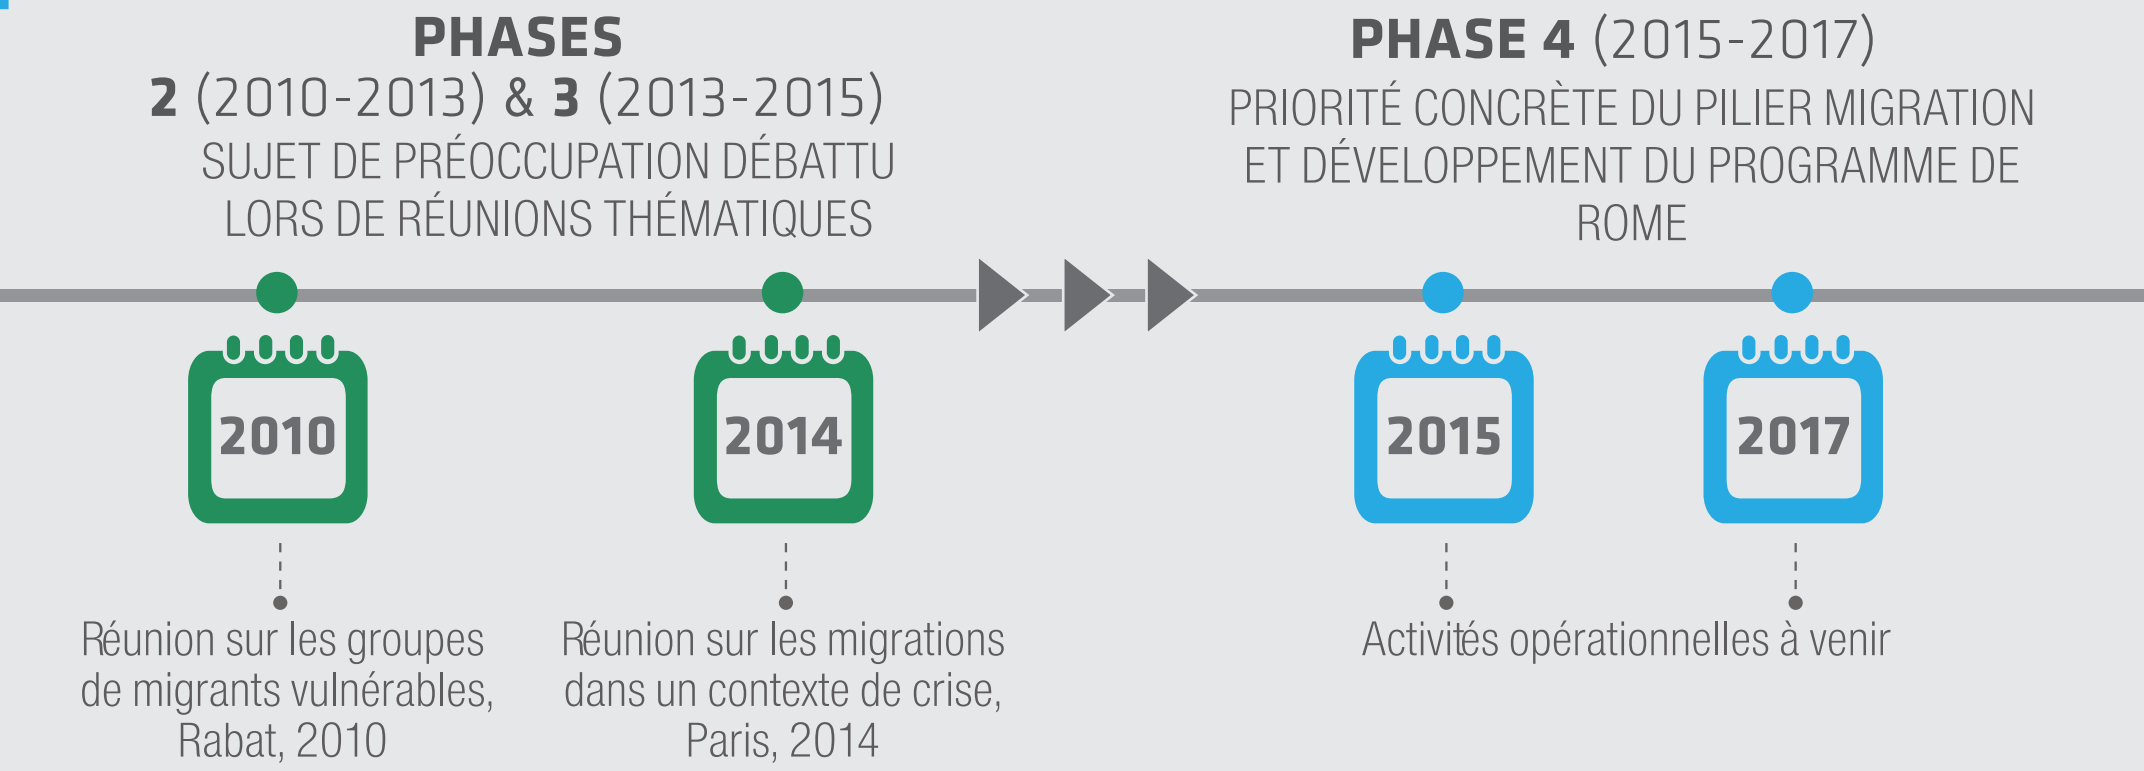 PHASES
2 (2010-2013) & 3 (2013-2015)
SUJET DE PRÉOCCUPATION DÉBATTU
LORS DE RÉUNIONS THÉMATIQUES
PHASE 4 (2015-2017)
PRIORITÉ CONCRÈTE DU PILIER MIGRATION
ET DÉVELOPPEMENT DU PROGRAMME DE
ROME
2010
2014
2015
2017
Réunion sur les groupes
de migrants vulnérables,
Rabat, 2010
Réunion sur les migrations
dans un contexte de crise,
Paris, 2014
Activités opérationnelles à venir